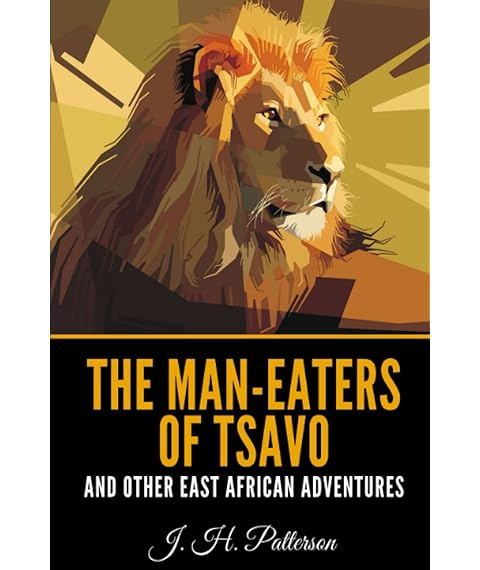 THE MAN-EATERS
OF TSAVO
AND OTHER EAST AFRICAN ADVENTURES
J. H. Patterson